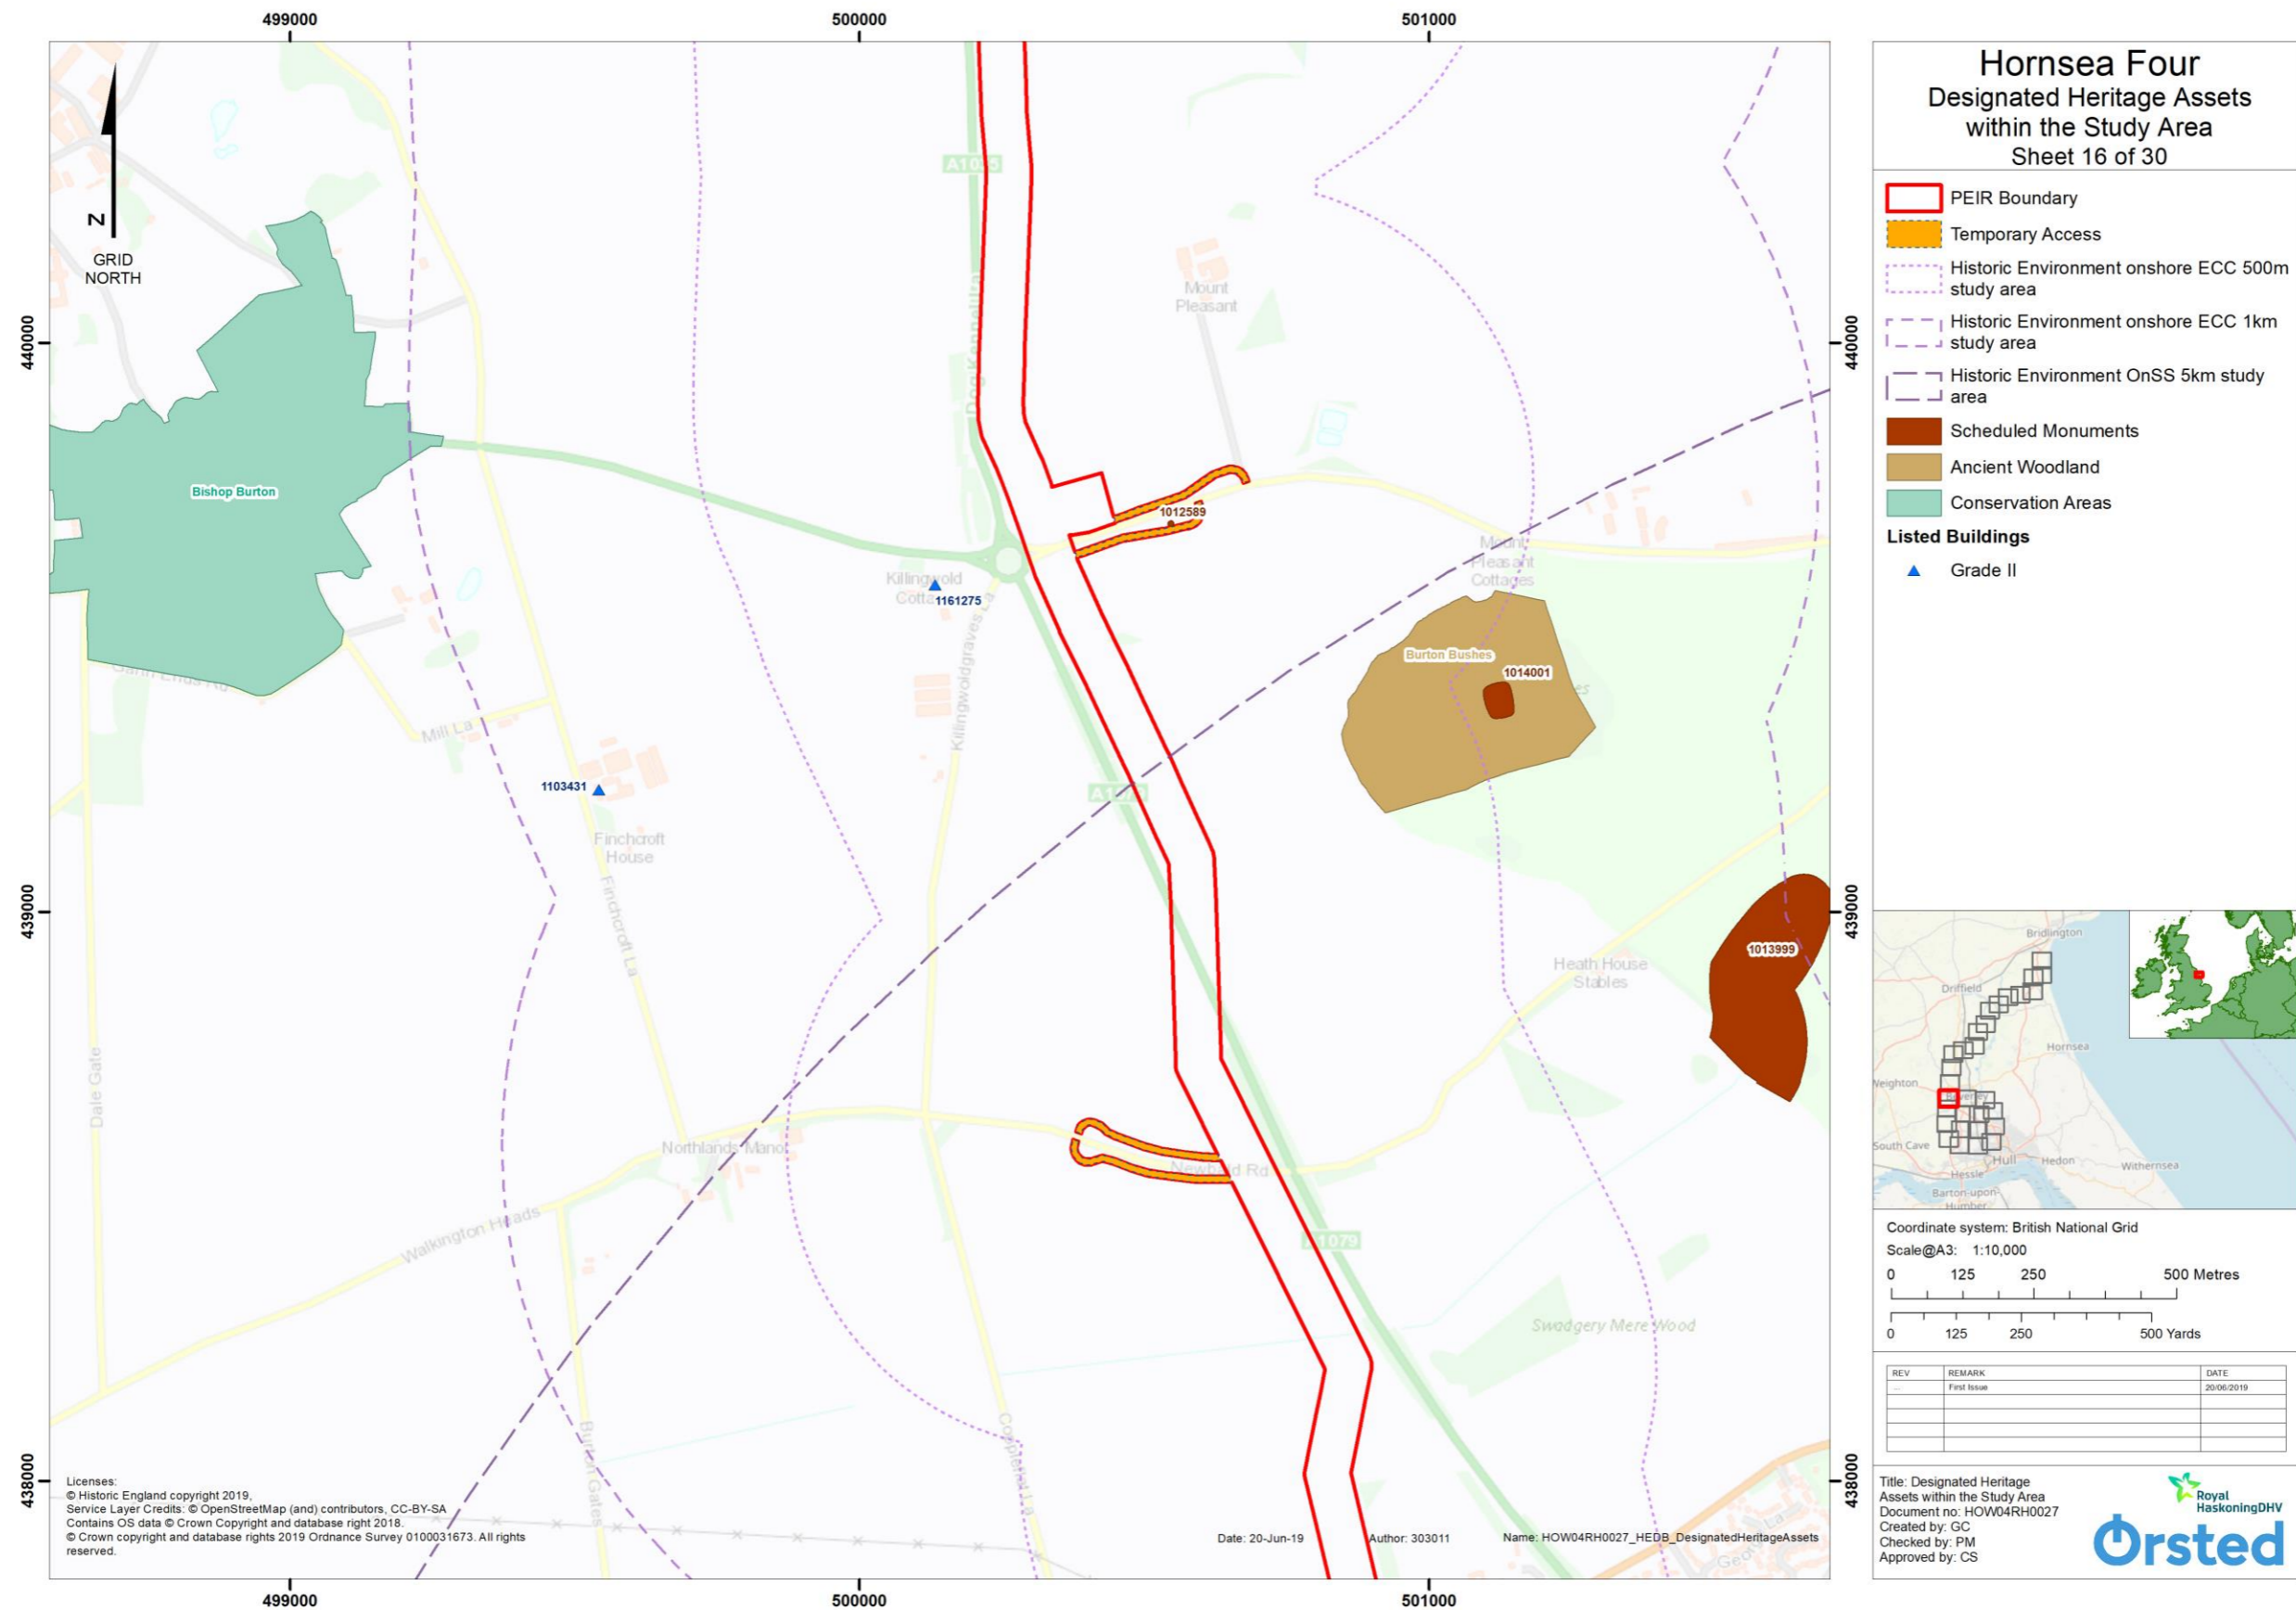 499000
500000
501000
Hornsea Four
Designated Heritage Assets
within the Study Area
Sheet 16 of 30
PEIR Boundary
Temporary Access
Historic Environment onshore ECC 500m
study area
Historic Environment onshore ECC 1km
study area
Historic Environment OnSS 5km study
area
Scheduled Monuments
Ancient Woodland
Conservation Areas
Listed Buildings
Grade II
N
GRID
NORTH
440000
440000
Mount
Pleasant
Bishop Burton
1012589
Mount
Pleasant
Cottages
Killingwold
1161275
Killingwoldgraves La
Burton Bushes
1014001
Mill La
1103431
Finchcroft
House
Finchcroft La
439000
439000
1013999
Heath House
Stables
Dale Gate
Northlands Manor
Newbald Rd
Walkington Heads
A1079
Swadgery Mere Wood
Burton Gates
438000
438000
Licenses:
© Historic England copyright 2019,
Service Layer Credits: © OpenStreetMap (and) contributors, CC-BY-SA
Contains OS data © Crown Copyright and database right 2018.
© Crown copyright and database rights 2019 Ordnance Survey 0100031673. All rights
reserved.
Date: 20-Jun-19
Author: 303011
Name: HOW04RH0027_HEDB_DesignatedHeritageAssets
499000
500000
501000
Bridlington
Driffield
Hornsea
Weighton
Beverley
South Cave
Hull
Hedon
Withernsea
Hessle
Barton-upon-
Humber
Coordinate system: British National Grid
Scale@A3: 1:10,000
0 125 250 500 Metres
0 125 250 500 Yards
REV REMARK DATE
... First Issue 20/06/2019
Title: Designated Heritage
Assets within the Study Area
Document no: HOW04RH0027
Created by: GC
Checked by: PM
Approved by: CS
Royal
HaskoningDHV
Ørsted